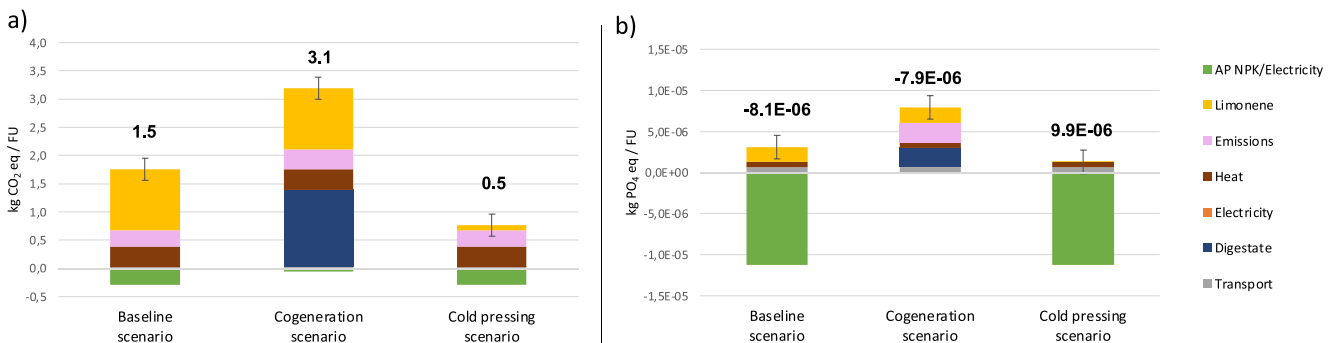 a)
kg CO2 eq / FU
4,0
3,5
3,0
2,5
2,0
1,5
1,0
0,5
0,0
-0,5
1.5
3.1
0.5
Baseline
scenario
Cogeneration
scenario
Cold pressing
scenario
b)
kg PO4 eq / FU
1,5E-05
1,0E-05
5,0E-06
0,0E+00
-5,0E-06
-1,0E-05
-1,5E-05
-8.1E-06
-7.9E-06
9.9E-06
Baseline
scenario
Cogeneration
scenario
Cold pressing
scenario
AP NPK/Electricity
Limonene
Emissions
Heat
Electricity
Digestate
Transport